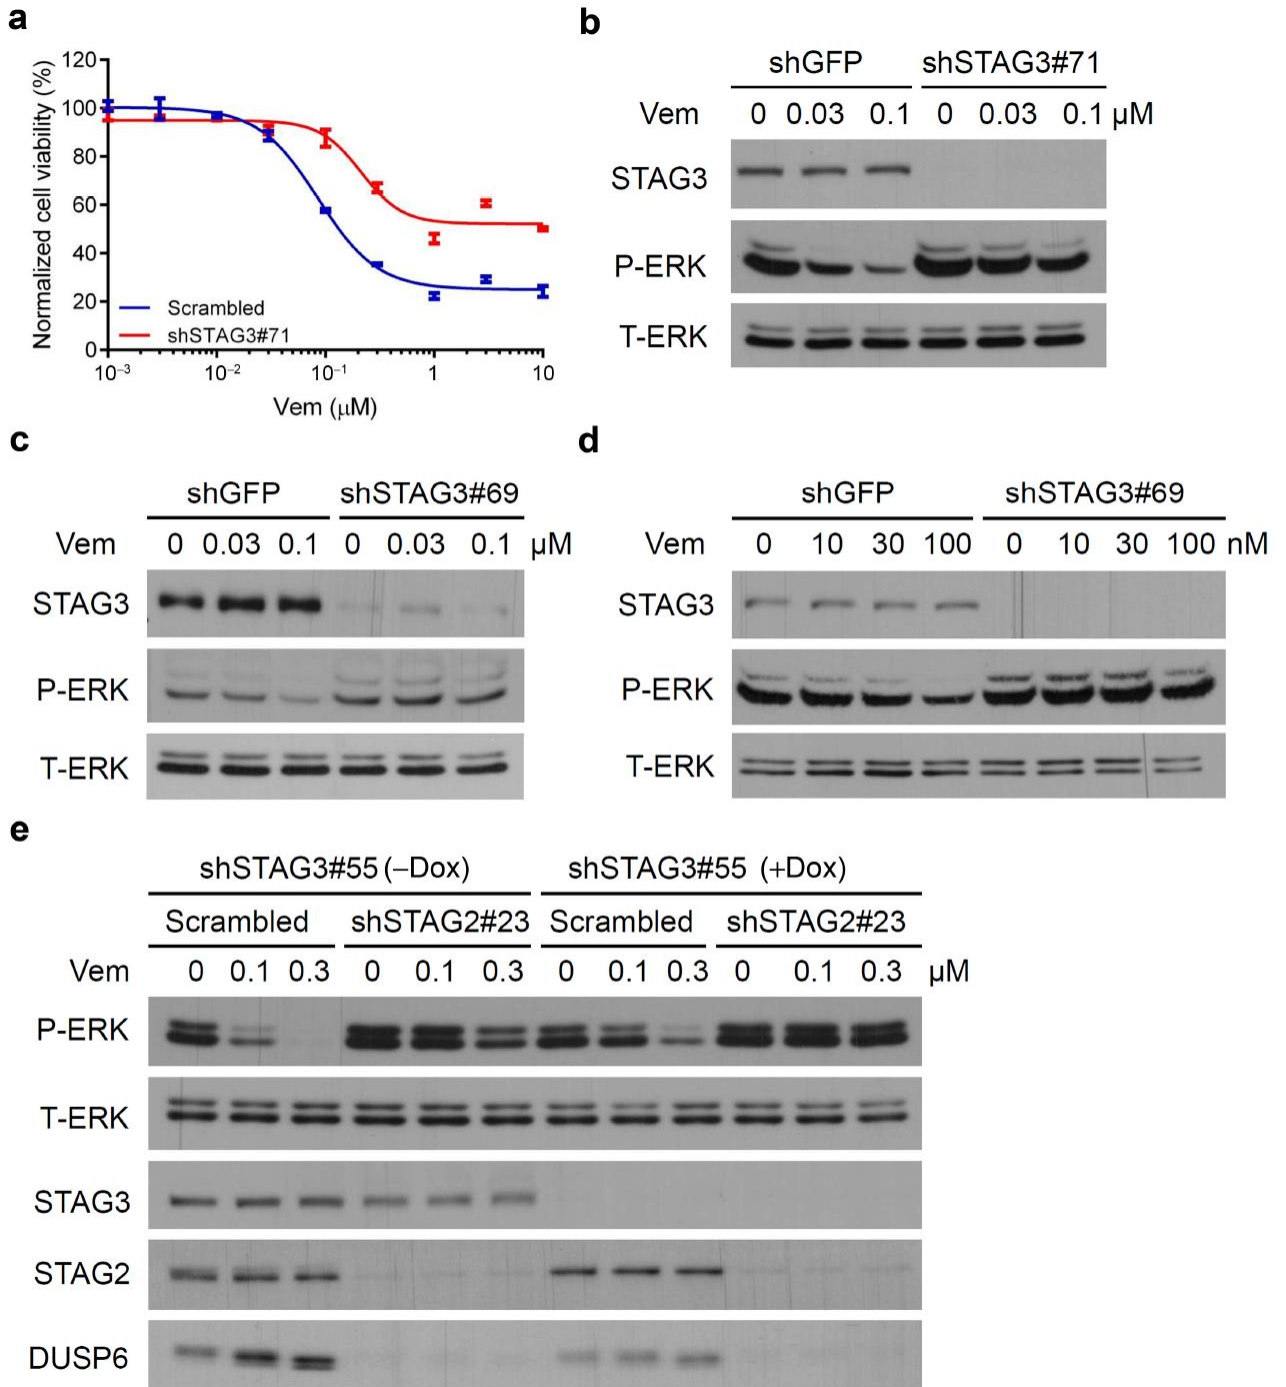 a
120
100
80
60
40
20
0
Normalized cell viability (%)
Scrambled
shSTAG3#71
10−3 10−2 10−1 1 10
Vem (μM)
b
shGFP shSTAG3#71
Vem 0 0.03 0.1 0 0.03 0.1 μM
STAG3
P-ERK
T-ERK
c
shGFP shSTAG3#69
Vem 0 0.03 0.1 0 0.03 0.1 μM
STAG3
P-ERK
T-ERK
d
shGFP shSTAG3#69
Vem 0 10 30 100 0 10 30 100 nM
STAG3
P-ERK
T-ERK
e
shSTAG3#55 (−Dox) shSTAG3#55 (+Dox)
Scrambled shSTAG2#23 Scrambled shSTAG2#23
Vem 0 0.1 0.3 0 0.1 0.3 0 0.1 0.3 0 0.1 0.3 μM
P-ERK
T-ERK
STAG3
STAG2
DUSP6